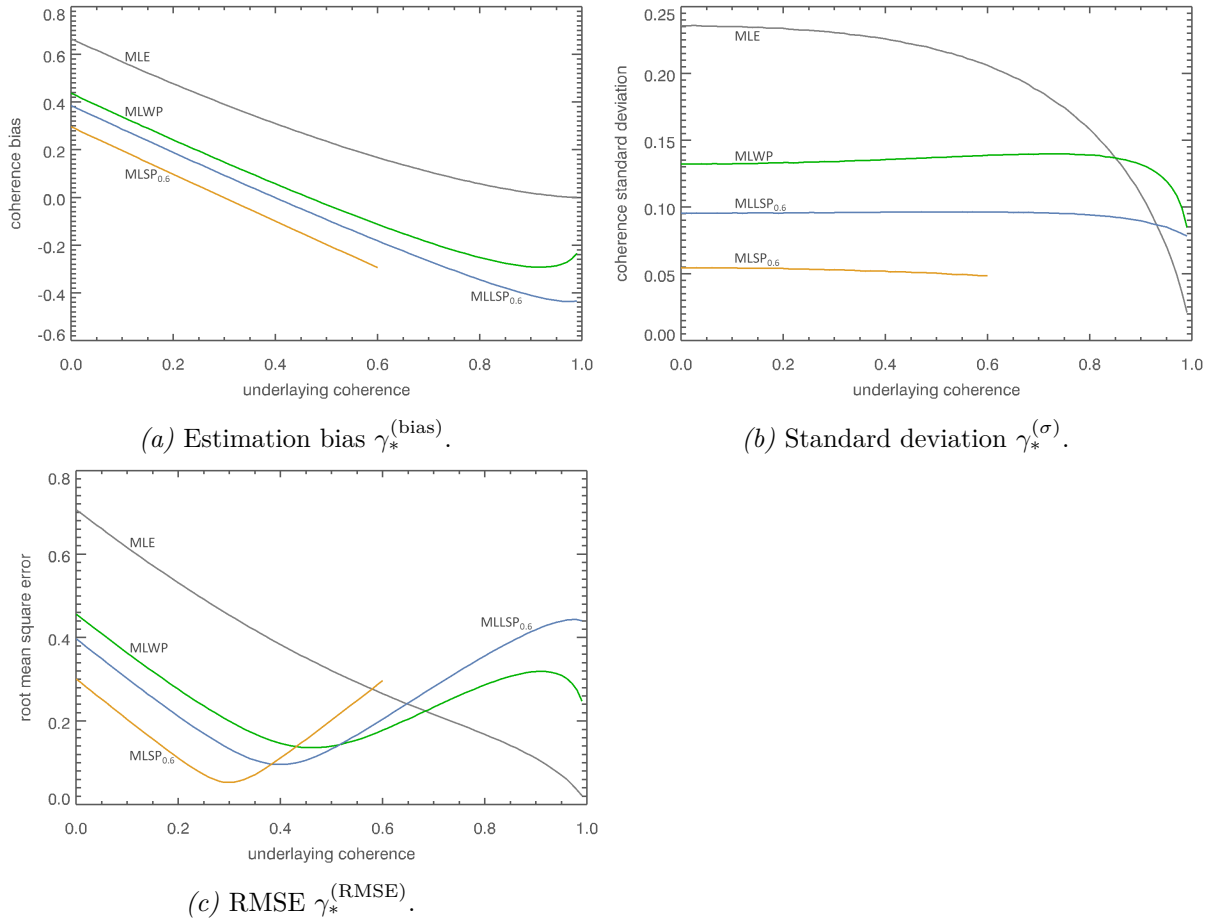 0.6
0.4
0.2
0.0
-0.2
-0.4
-0.6
coherence bias
MLE
MLWP
MLSP0.6
MLLSP0.6
0.0 0.2 0.4 0.6 0.8 1.0
underlaying coherence
(a) Estimation bias γ*(bias).
0.25
0.20
0.15
0.10
0.05
0.00
coherence standard deviation
MLE
MLWP
MLLSP0.6
MLSP0.6
0.0 0.2 0.4 0.6 0.8 1.0
underlaying coherence
(b) Standard deviation γ*(σ).
0.8
0.6
0.4
0.2
0.0
root mean square error
MLE
MLLSP0.6
MLWP
MLSP0.6
0.0 0.2 0.4 0.6 0.8 1.0
underlaying coherence
(c) RMSE γ*(RMSE).